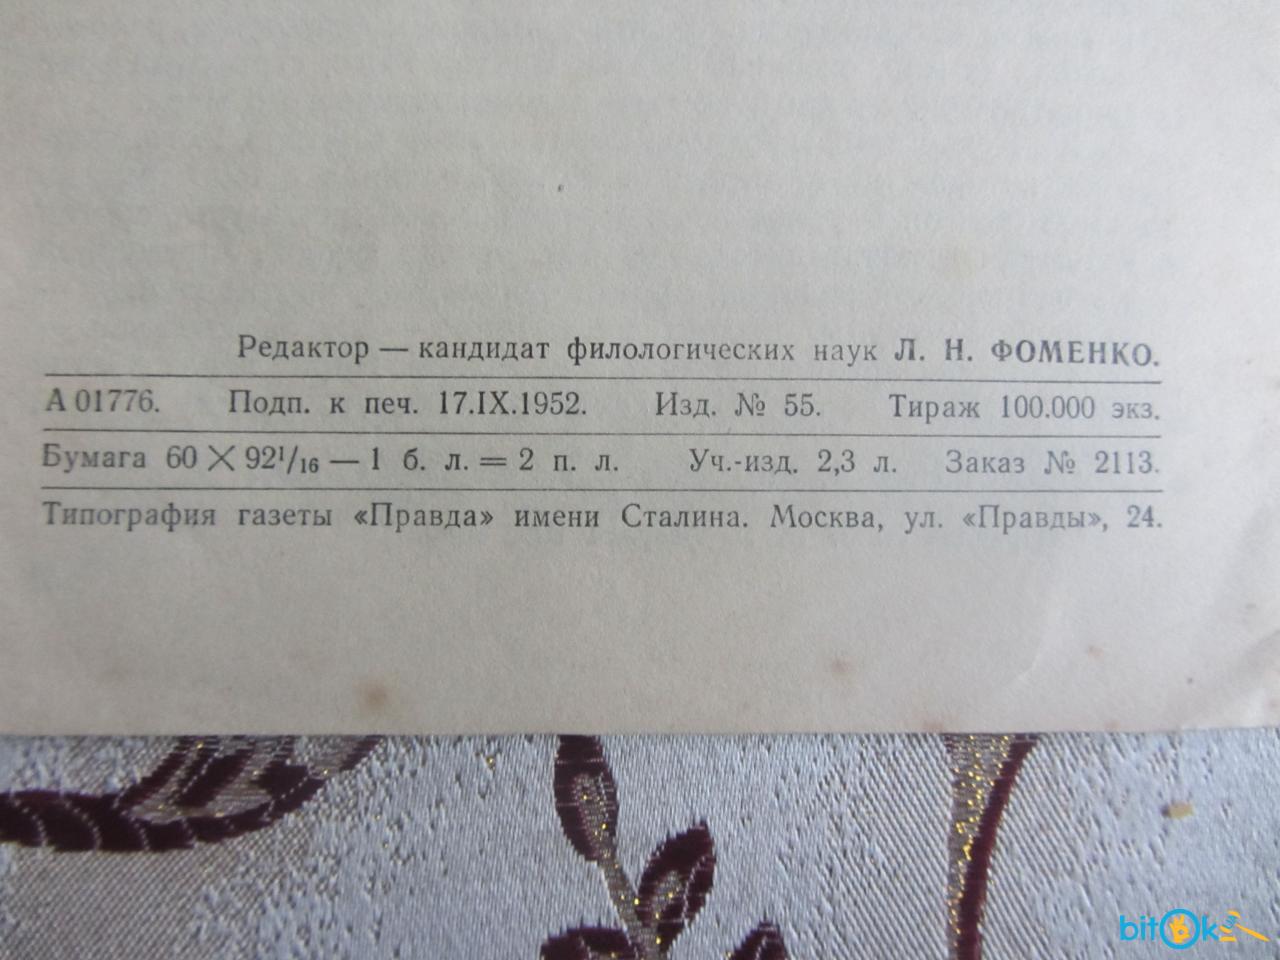 Редактор — кандидат филологических наук Л. Н. ФОМЕНКО.
А 01776. Подп. к печ. 17.IX.1952. Изд. № 55. Тираж 100.000 экз.
Бумага 60 × 92¹/₁₆ — 1 б. л. = 2 п. л. Уч.-изд. 2,3 л. Заказ № 2113.
Типография газеты «Правда» имени Сталина. Москва, ул. «Правды», 24.
bitOk